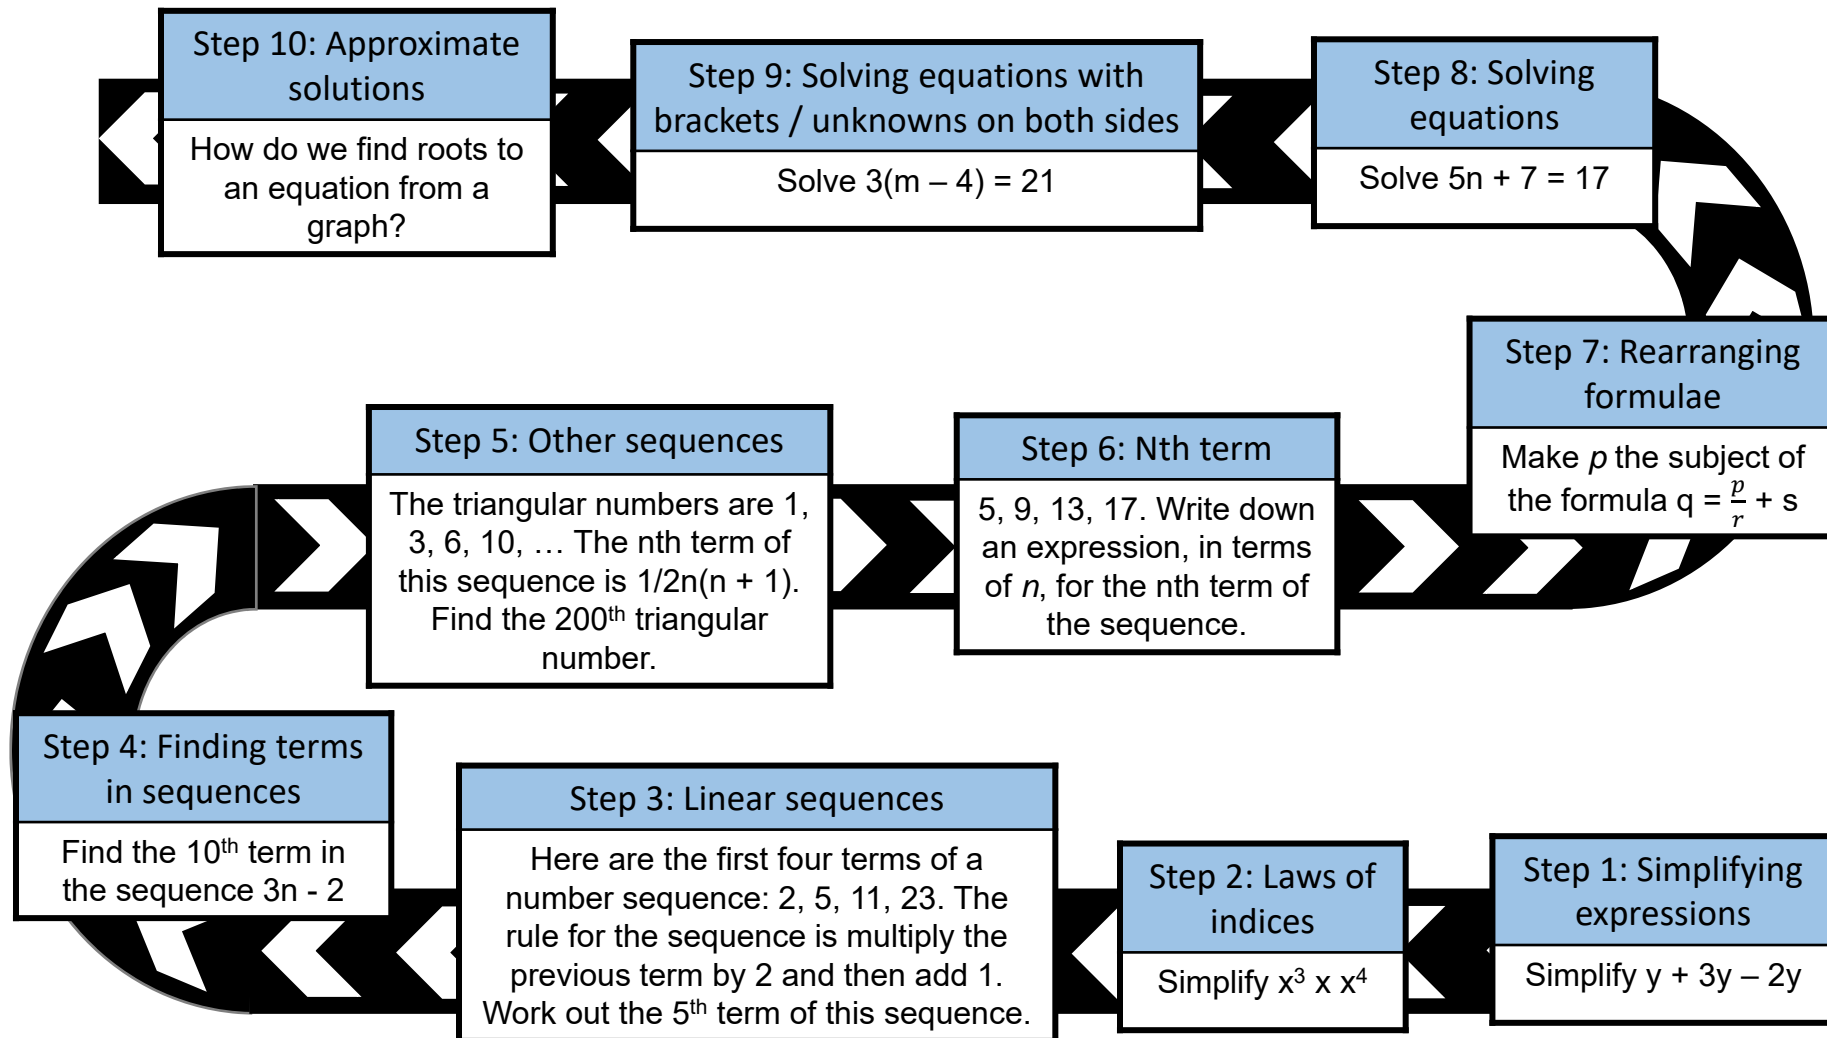 Step 10: Approximate
solutions
How do we find roots to
an equation from a
graph?
Step 9: Solving equations with
brackets / unknowns on both sides
Solve 3(m – 4) = 21
Step 8: Solving
equations
Solve 5n + 7 = 17
Step 7: Rearranging
formulae
Make p the subject of
the formula q = p/r + s
Step 5: Other sequences
The triangular numbers are 1,
3, 6, 10, … The nth term of
this sequence is 1/2n(n + 1).
Find the 200th triangular
number.
Step 6: Nth term
5, 9, 13, 17. Write down
an expression, in terms
of n, for the nth term of
the sequence.
Step 4: Finding terms
in sequences
Find the 10th term in
the sequence 3n - 2
Step 3: Linear sequences
Here are the first four terms of a
number sequence: 2, 5, 11, 23. The
rule for the sequence is multiply the
previous term by 2 and then add 1.
Work out the 5th term of this sequence.
Step 2: Laws of
indices
Simplify x³ x x⁴
Step 1: Simplifying
expressions
Simplify y + 3y – 2y